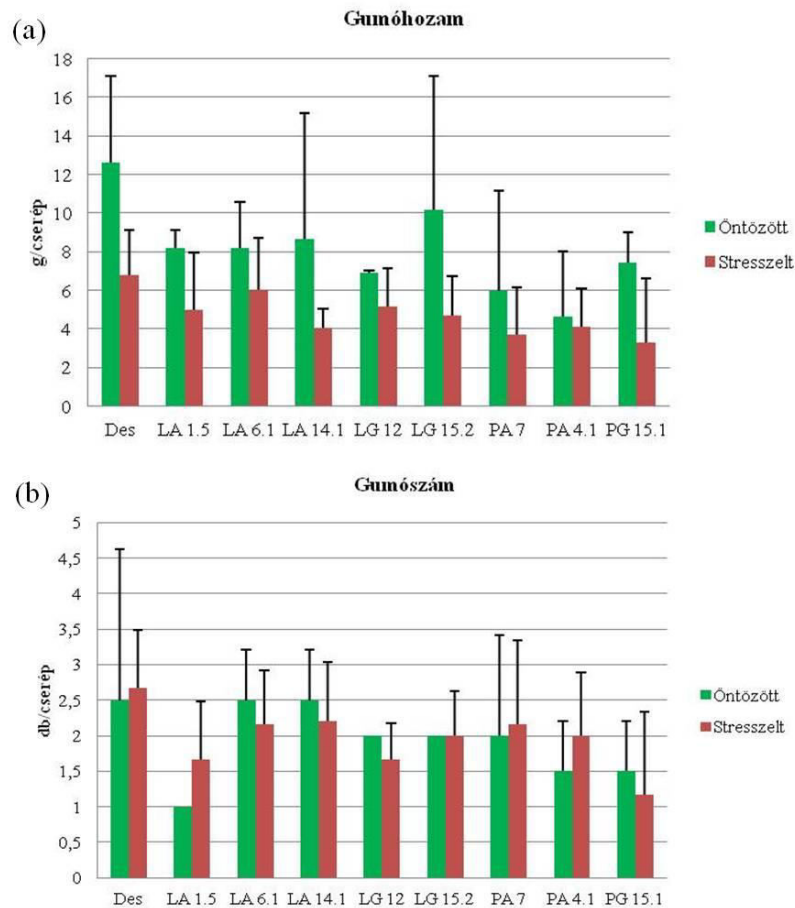 (a)
Gumóhozam
g/cserép
18
16
14
12
10
8
6
4
2
0
Des LA 1.5 LA 6.1 LA 14.1 LG 12 LG 15.2 PA 7 PA 4.1 PG 15.1
Öntözött
Stresszelt
(b)
Gumószám
db/cserép
5
4,5
4
3,5
3
2,5
2
1,5
1
0,5
0
Des LA 1.5 LA 6.1 LA 14.1 LG 12 LG 15.2 PA 7 PA 4.1 PG 15.1
Öntözött
Stresszelt